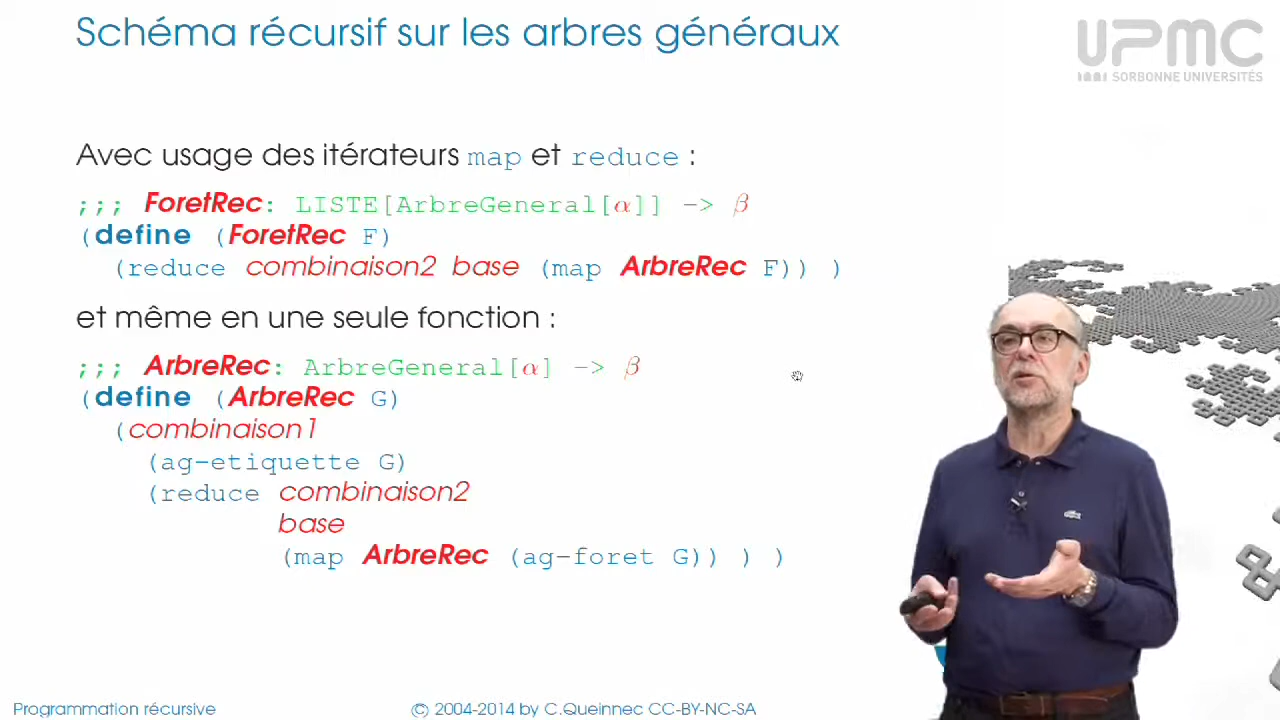 Schéma récursif sur les arbres généraux
UPMC
SORBONNE UNIVERSITÉS
Avec usage des itérateurs map et reduce :
;;; ForetRec: LISTE[ArbreGeneral[α]] -> β
(define (ForetRec F)
(reduce combinaison2 base (map ArbreRec F)) )
et même en une seule fonction :
;;; ArbreRec: ArbreGeneral[α] -> β
(define (ArbreRec G)
(combinaison1
(ag-etiquette G)
(reduce combinaison2
base
(map ArbreRec (ag-foret G)) ) )
Programmation récursive
© 2004-2014 by C.Queinnec CC-BY-NC-SA